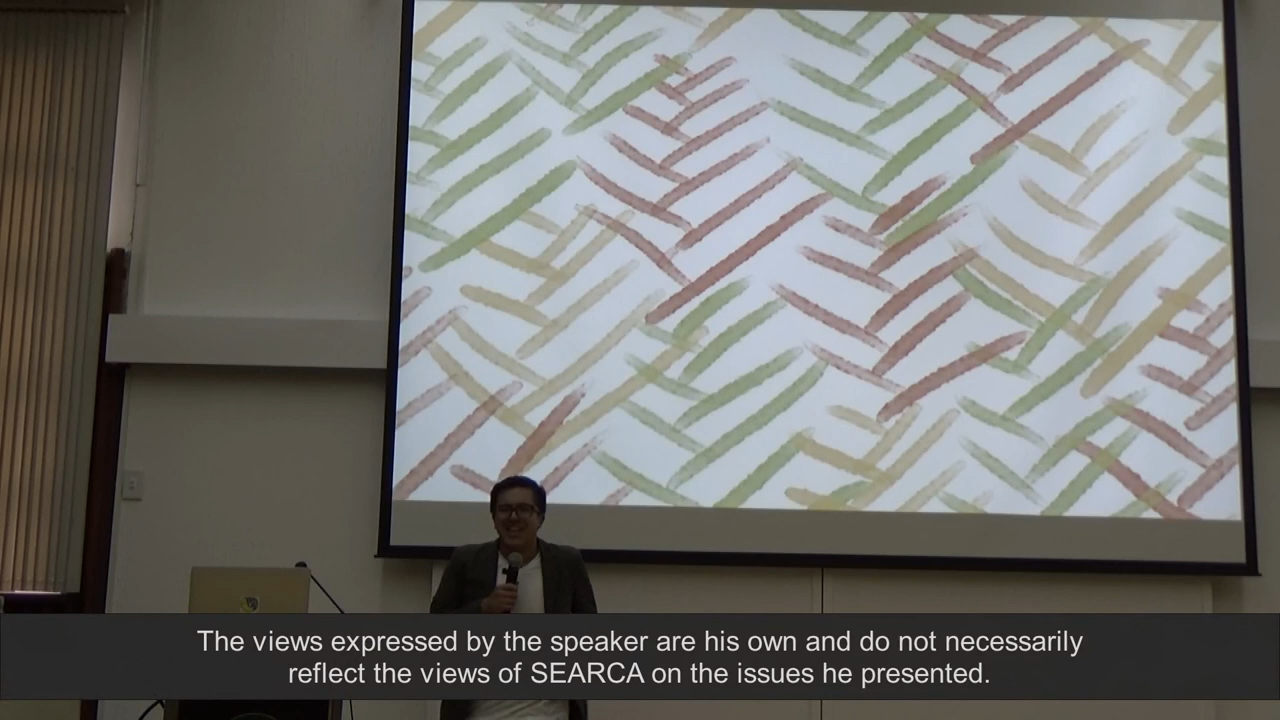 The views expressed by the speaker are his own and do not necessarily
reflect the views of SEARCA on the issues he presented.